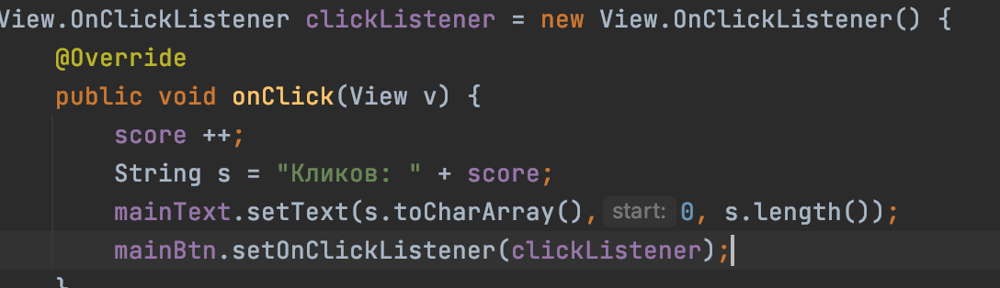 View.OnClickListener clickListener = new View.OnClickListener() {
@Override
public void onClick(View v) {
score ++;
String s = "Кликов: " + score;
mainText.setText(s.toCharArray(), start: 0, s.length());
mainBtn.setOnClickListener(clickListener);
}